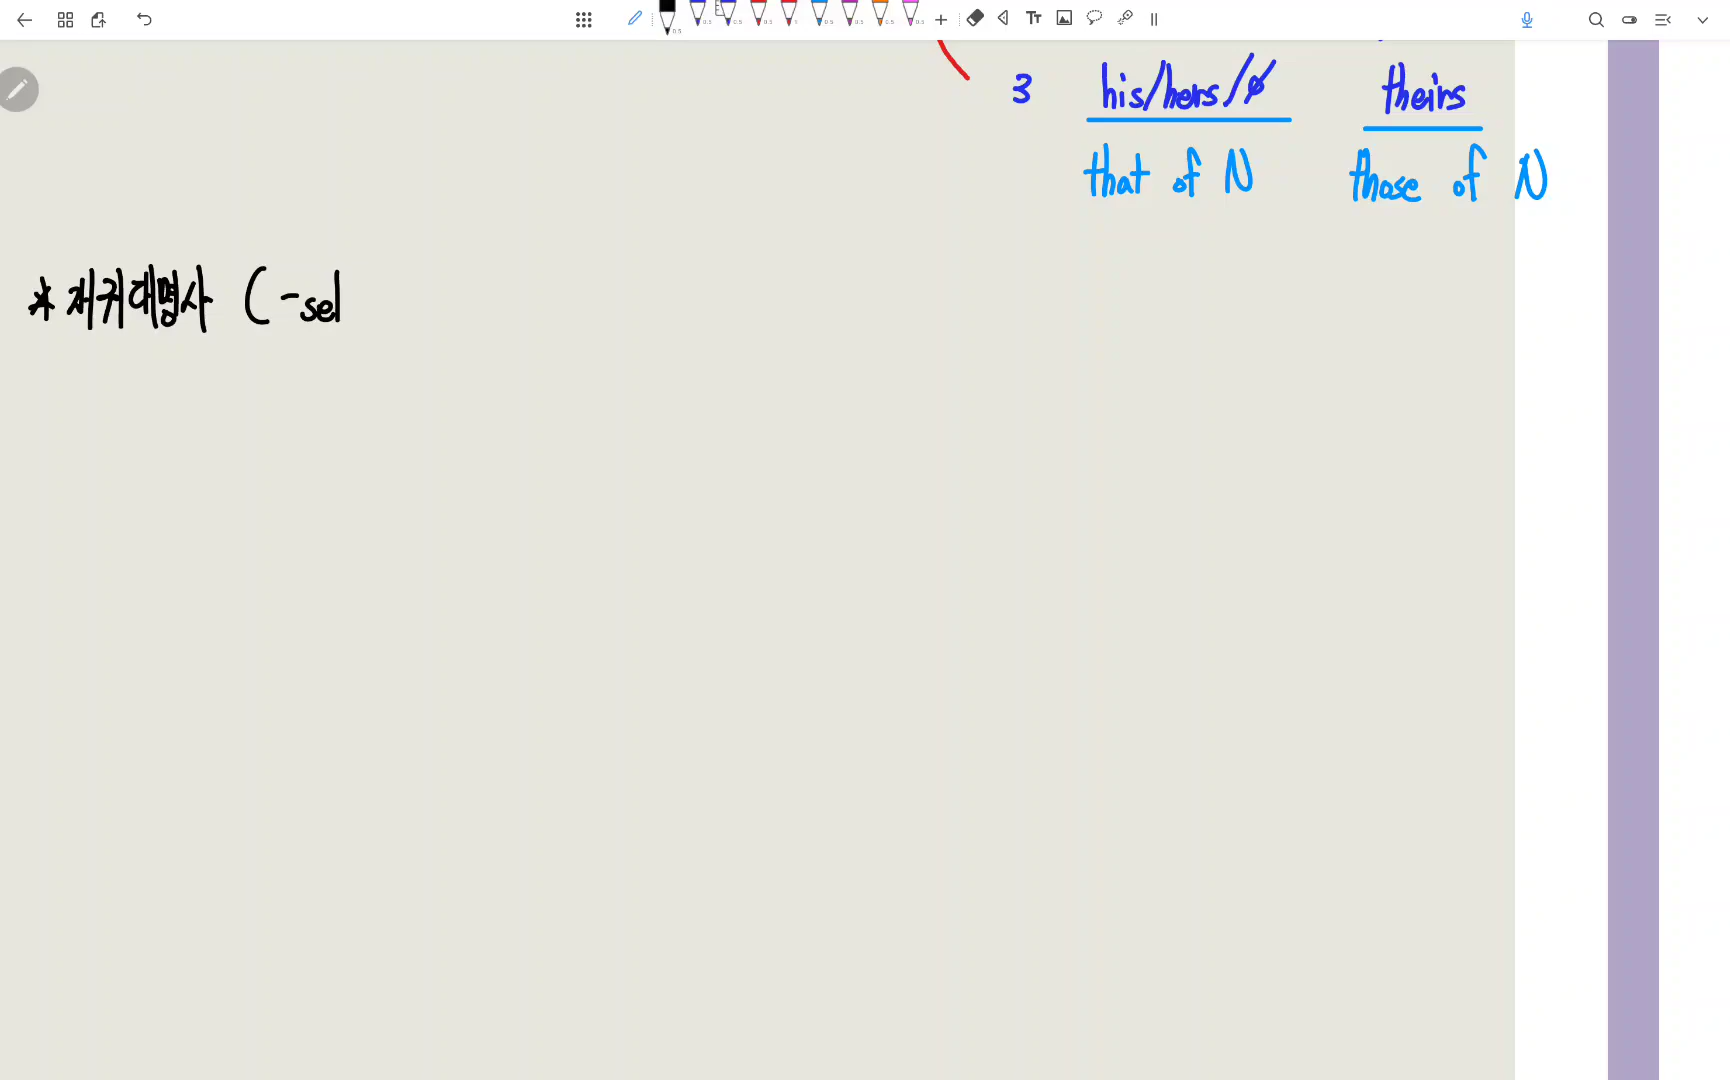 3 his/hers/ø theirs
that of N those of N
* 재귀대명사 (-sel